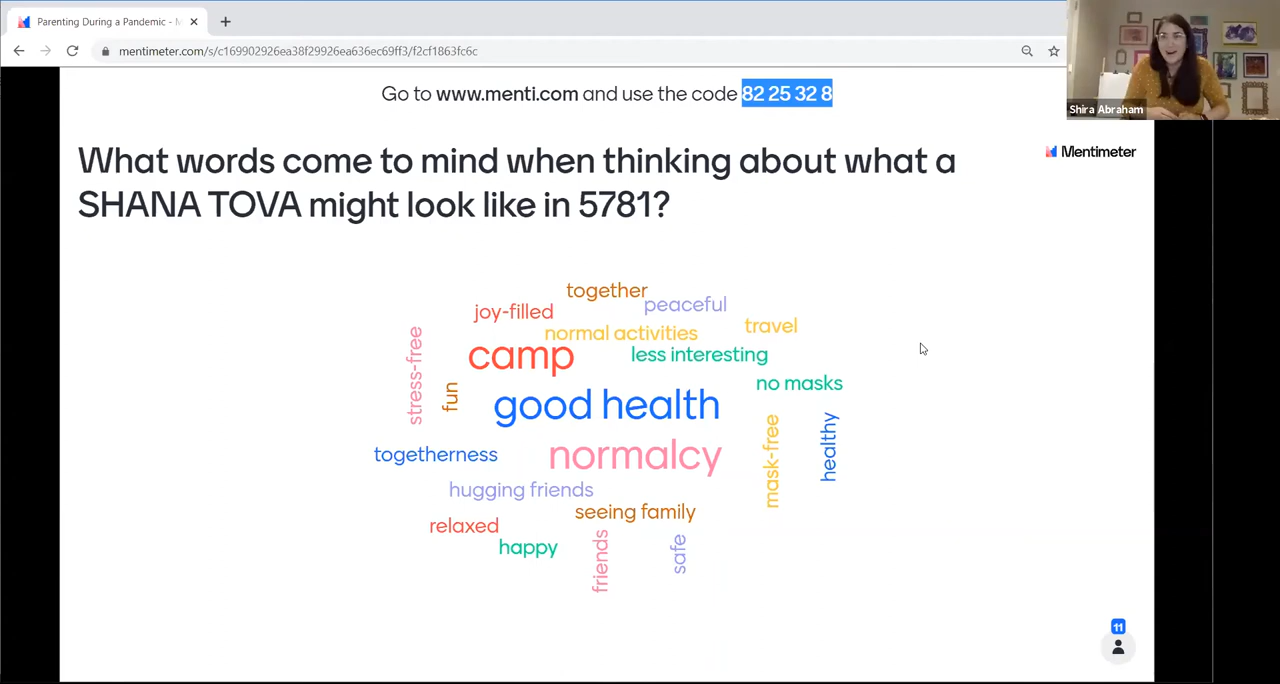 Parenting During a Pandemic - M
mentimeter.com/s/c169902926ea38f29926ea636ec69ff3/f2cf1863fc6c
Shira Abraham
Go to www.menti.com and use the code 82 25 32 8
Mentimeter
What words come to mind when thinking about what a
SHANA TOVA might look like in 5781?
together
peaceful
joy-filled
travel
normal activities
less interesting
camp
stress-free
fun
no masks
good health
mask-free
healthy
togetherness
normalcy
hugging friends
seeing family
relaxed
happy
friends
safe
11